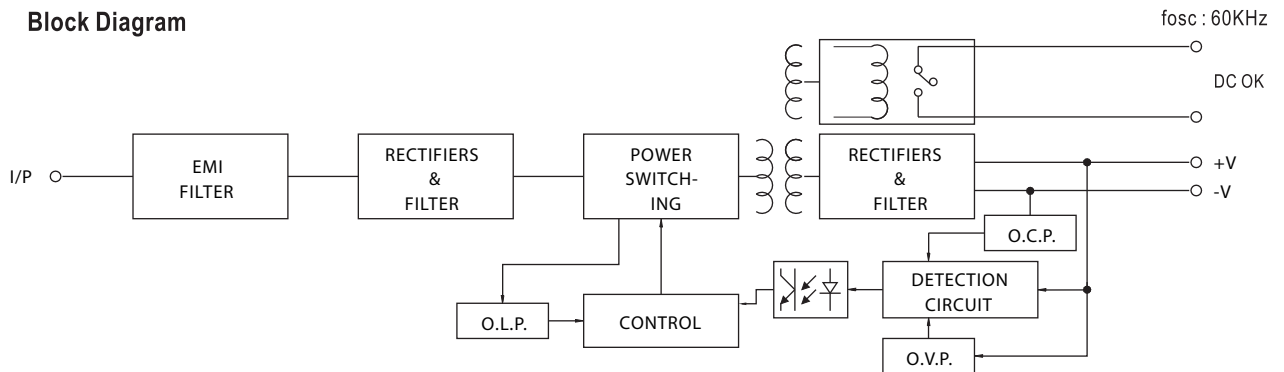 Block Diagram
fosc : 60KHz
DC OK
I/P
EMI
FILTER
RECTIFIERS
&
FILTER
POWER
SWITCH-
ING
RECTIFIERS
&
FILTER
+V
-V
O.C.P.
O.L.P.
CONTROL
DETECTION
CIRCUIT
O.V.P.